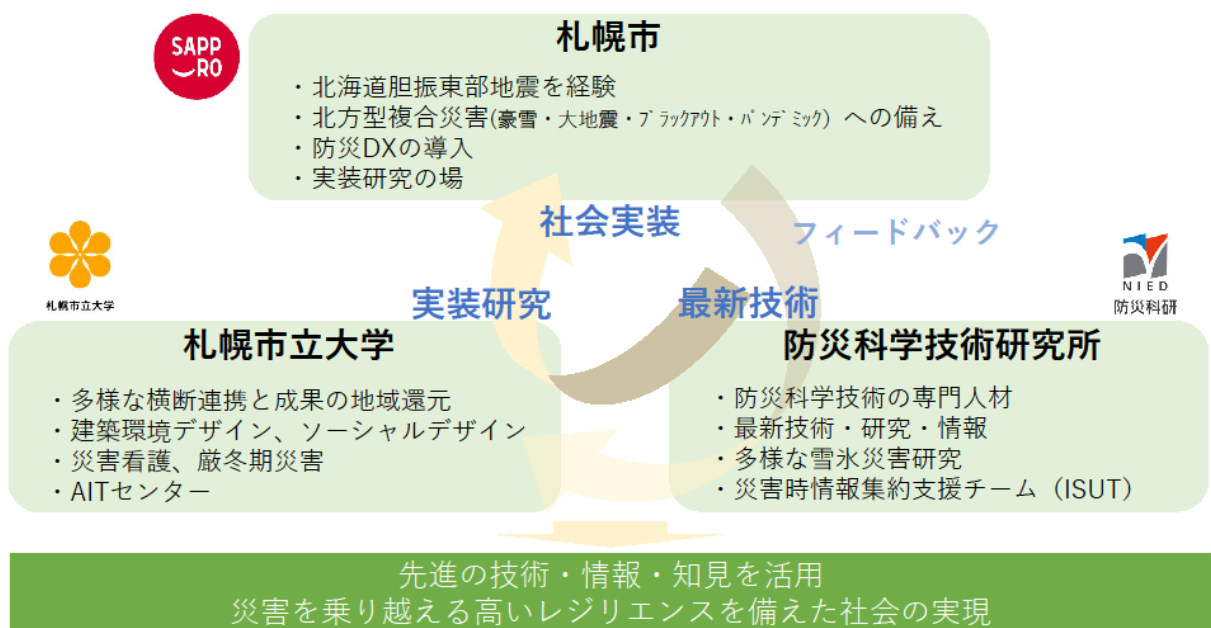 SAPP
RO
札幌市
・北海道胆振東部地震を経験
・北方型複合災害(豪雪・大地震・ﾌﾞﾗｯｸｱｳﾄ・ﾊﾟﾝﾃﾞﾐｯｸ) への備え
・防災DXの導入
・実装研究の場
社会実装
フィードバック
札幌市立大学
NIED
防災科研
実装研究
最新技術
札幌市立大学
・多様な横断連携と成果の地域還元
・建築環境デザイン、ソーシャルデザイン
・災害看護、厳冬期災害
・AITセンター
防災科学技術研究所
・防災科学技術の専門人材
・最新技術・研究・情報
・多様な雪氷災害研究
・災害時情報集約支援チーム（ISUT）
先進の技術・情報・知見を活用
災害を乗り越える高いレジリエンスを備えた社会の実現